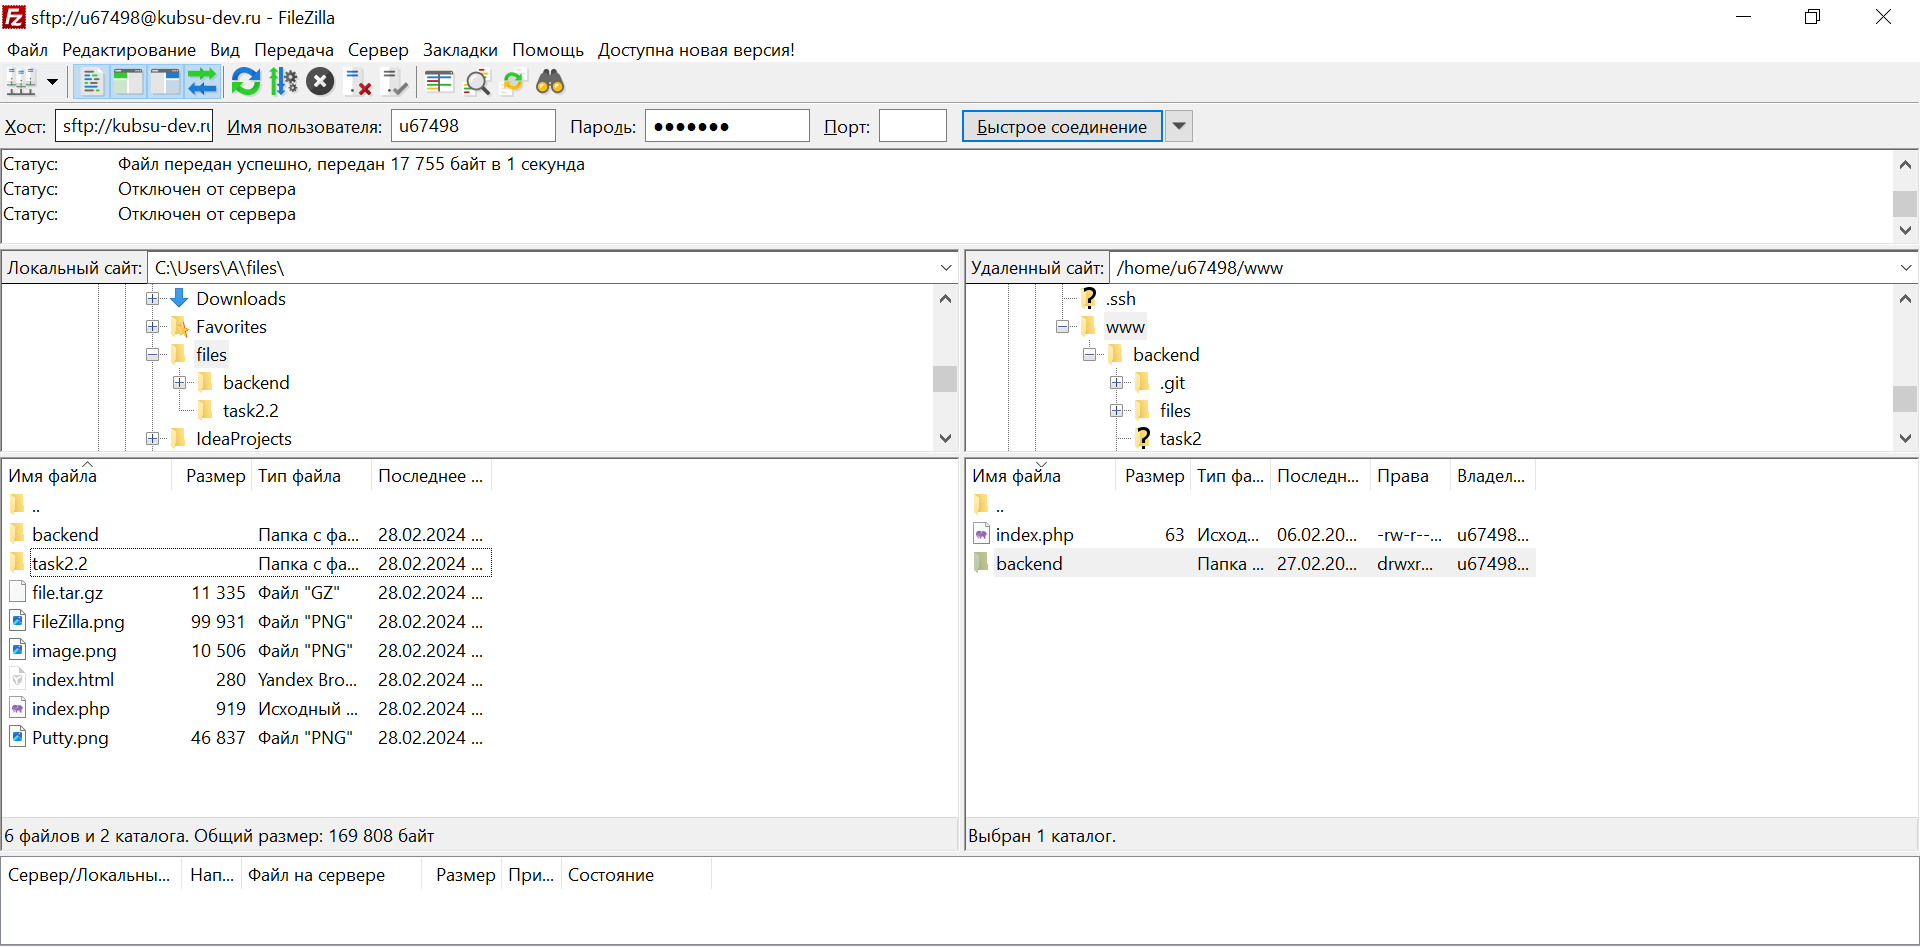 sftp://u67498@kubsu-dev.ru - FileZilla
Файл Редактирование Вид Передача Сервер Закладки Помощь Доступна новая версия!
Хост: sftp://kubsu-dev.ru Имя пользователя: u67498 Пароль: ●●●●●●● Порт: Быстрое соединение
Статус: Файл передан успешно, передан 17 755 байт в 1 секунда
Статус: Отключен от сервера
Статус: Отключен от сервера
Локальный сайт: C:\Users\A\files\
Downloads
Favorites
files
backend
task2.2
IdeaProjects
Удаленный сайт: /home/u67498/www
.ssh
www
backend
.git
files
task2
Имя файла Размер Тип файла Последнее ...
..
backend Папка с фа... 28.02.2024 ...
task2.2 Папка с фа... 28.02.2024 ...
file.tar.gz 11 335 Файл "GZ" 28.02.2024 ...
FileZilla.png 99 931 Файл "PNG" 28.02.2024 ...
image.png 10 506 Файл "PNG" 28.02.2024 ...
index.html 280 Yandex Bro... 28.02.2024 ...
index.php 919 Исходный ... 28.02.2024 ...
Putty.png 46 837 Файл "PNG" 28.02.2024 ...
6 файлов и 2 каталога. Общий размер: 169 808 байт
Имя файла Размер Тип фа... Последн... Права Владел...
..
index.php 63 Исход... 06.02.20... -rw-r--... u67498...
backend Папка ... 27.02.20... drwxr... u67498...
Выбран 1 каталог.
Сервер/Локальны... Нап... Файл на сервере Размер При... Состояние